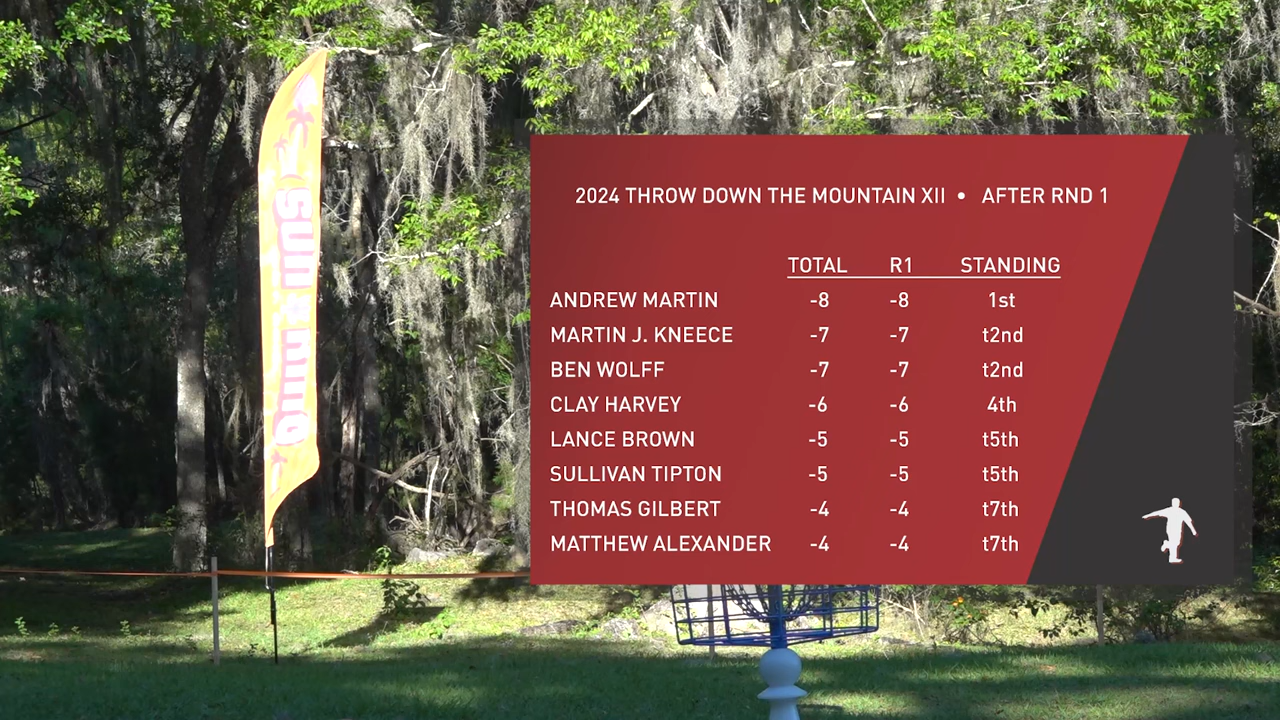 SUN KING
2024 THROW DOWN THE MOUNTAIN XII • AFTER RND 1
TOTAL R1 STANDING
ANDREW MARTIN -8 -8 1st
MARTIN J. KNEECE -7 -7 t2nd
BEN WOLFF -7 -7 t2nd
CLAY HARVEY -6 -6 4th
LANCE BROWN -5 -5 t5th
SULLIVAN TIPTON -5 -5 t5th
THOMAS GILBERT -4 -4 t7th
MATTHEW ALEXANDER -4 -4 t7th